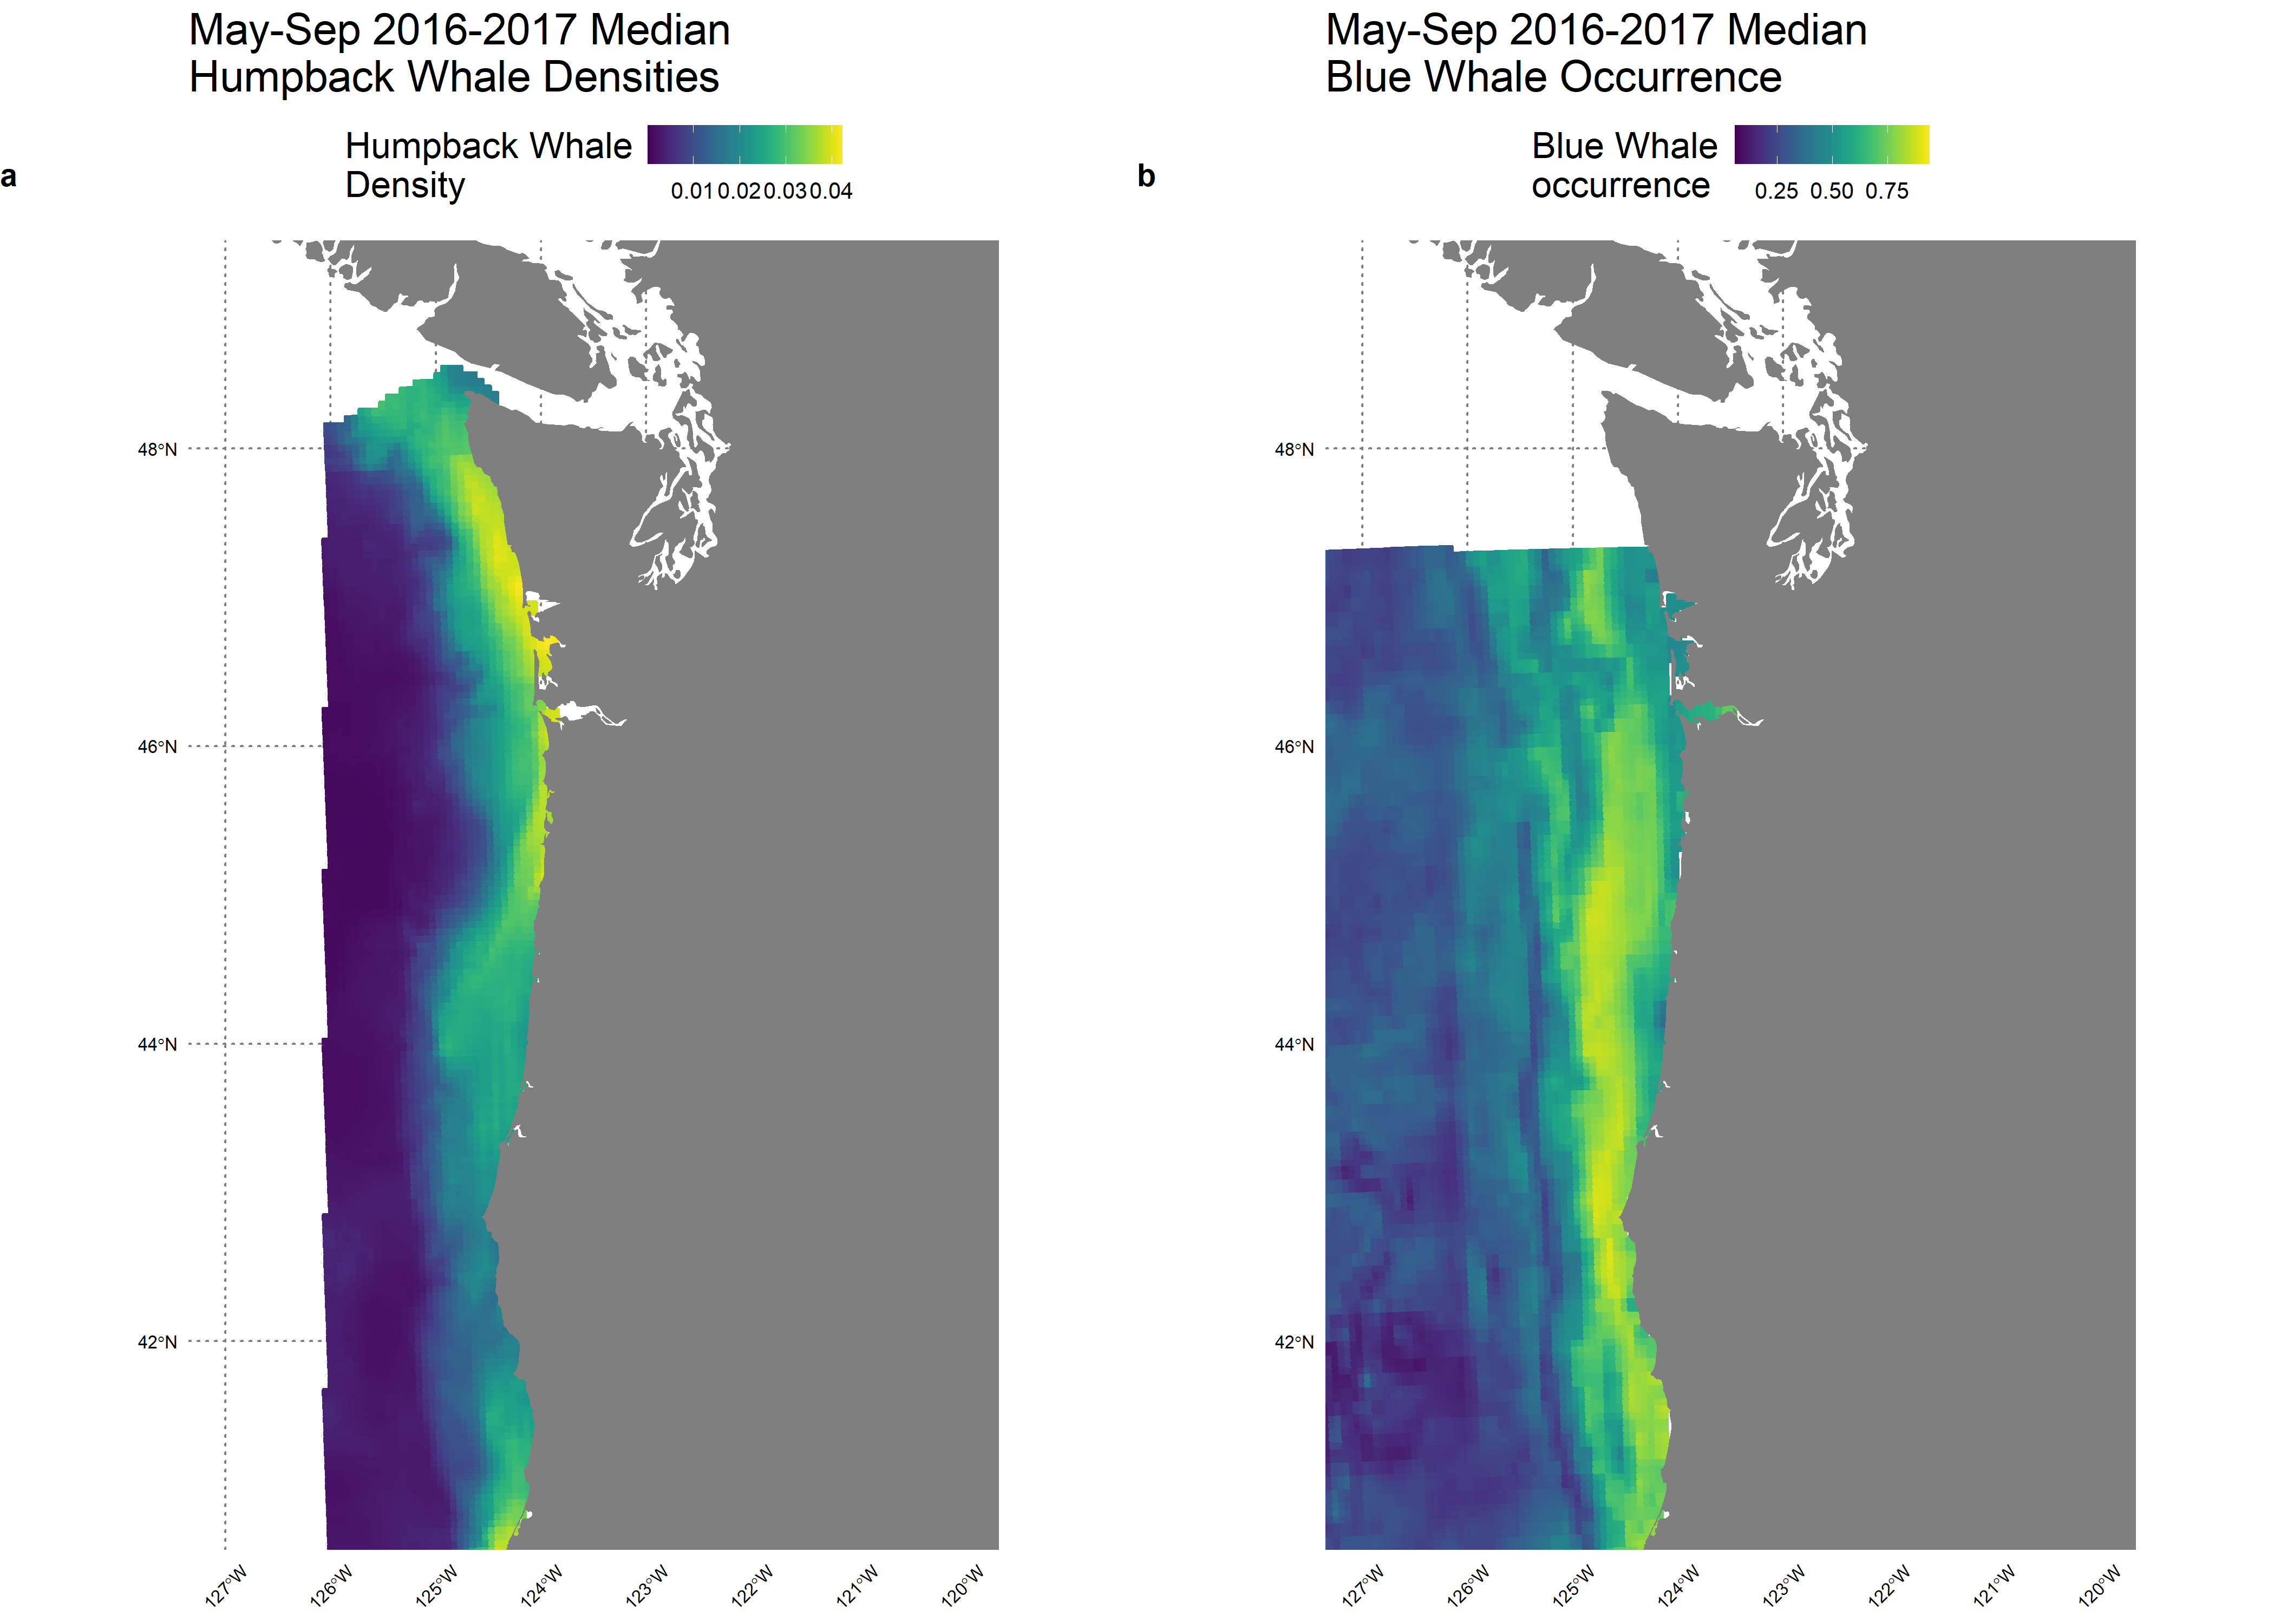 May-Sep 2016-2017 Median
Humpback Whale Densities
Humpback Whale
Density
0.01 0.02 0.03 0.04
a
48°N
46°N
44°N
42°N
127°W 126°W 125°W 124°W 123°W 122°W 121°W 120°W
May-Sep 2016-2017 Median
Blue Whale Occurrence
Blue Whale
occurrence
0.25 0.50 0.75
b
48°N
46°N
44°N
42°N
127°W 126°W 125°W 124°W 123°W 122°W 121°W 120°W